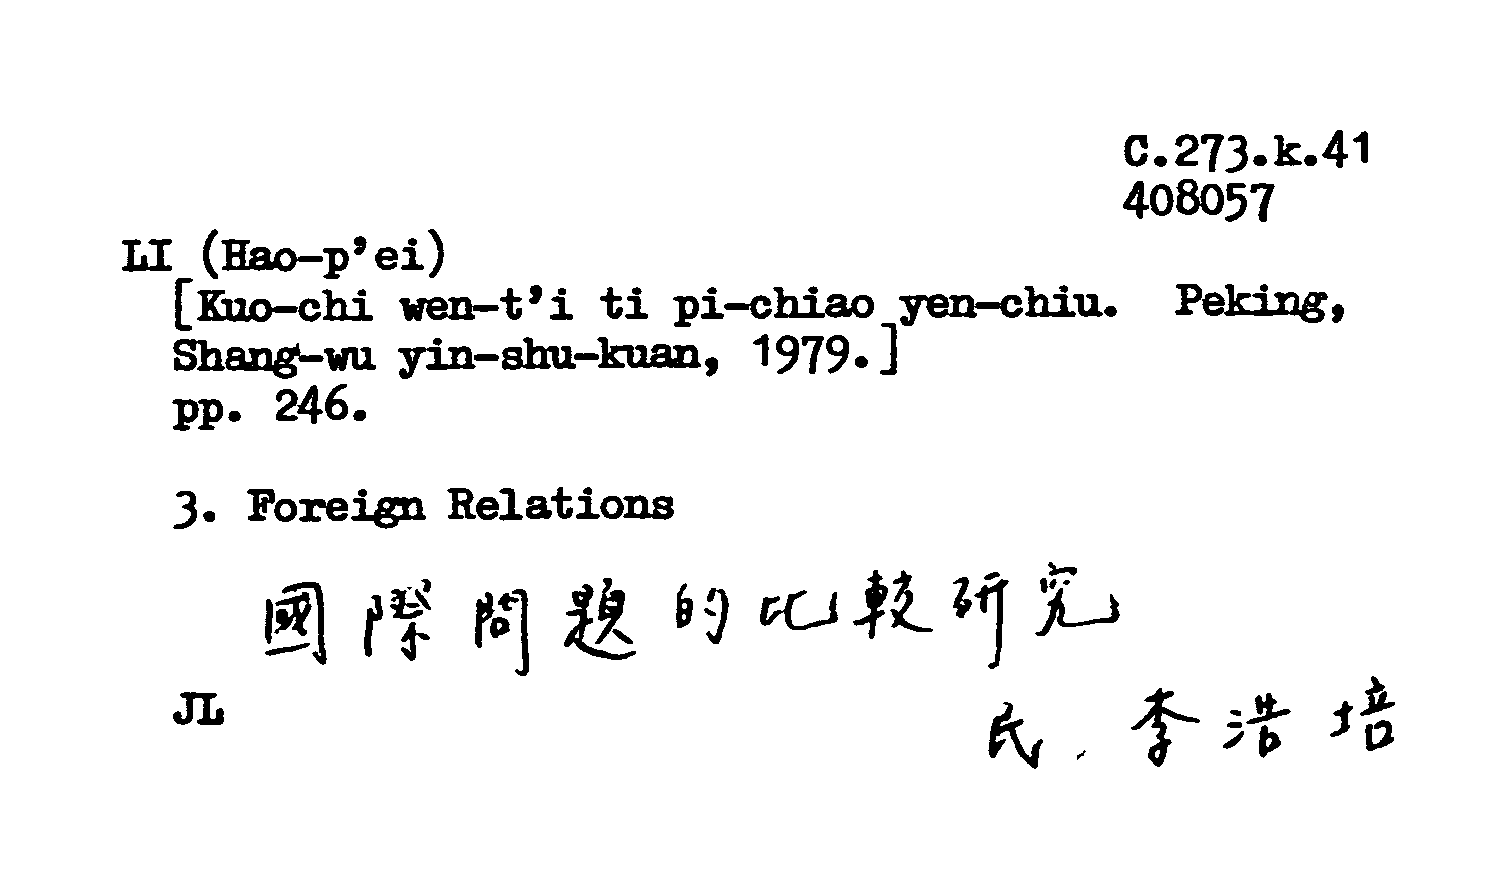 C.273.k.41
408057
LI (Hao-p'ei)
[Kuo-chi wen-t'i ti pi-chiao yen-chiu. Peking,
Shang-wu yin-shu-kuan, 1979.]
pp. 246.
3. Foreign Relations
國際問題的比較研究
JL
民. 李浩培